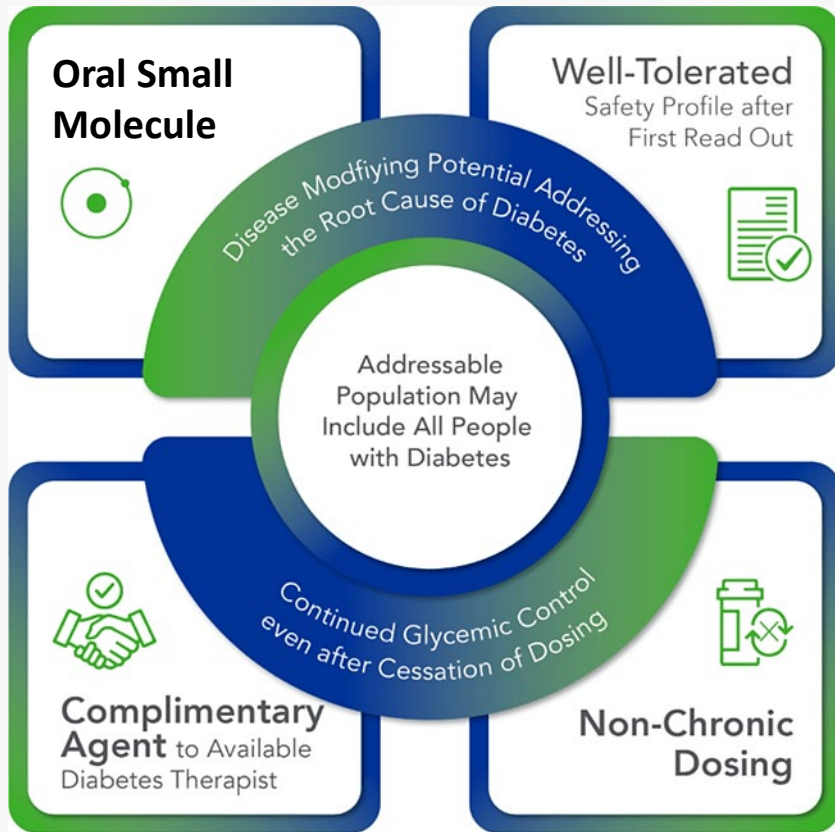 Oral Small
Molecule
Well-Tolerated
Safety Profile after
First Read Out
Disease Modfiying Potential Addressing
the Root Cause of Diabetes
Addressable
Population May
Include All People
with Diabetes
Continued Glycemic Control
even after Cessation of Dosing
Complimentary
Agent to Available
Diabetes Therapist
Non-Chronic
Dosing